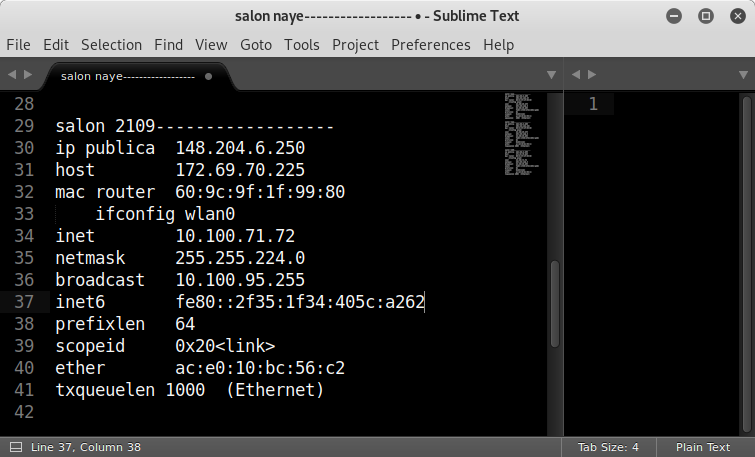 salon naye------------------ • - Sublime Text
File Edit Selection Find View Goto Tools Project Preferences Help
salon naye------------------
28
29 salon 2109------------------
30 ip publica  148.204.6.250
31 host        172.69.70.225
32 mac router  60:9c:9f:1f:99:80
33     ifconfig wlan0
34 inet        10.100.71.72
35 netmask     255.255.224.0
36 broadcast   10.100.95.255
37 inet6       fe80::2f35:1f34:405c:a262
38 prefixlen   64
39 scopeid     0x20<link>
40 ether       ac:e0:10:bc:56:c2
41 txqueuelen 1000  (Ethernet)
42
1
Line 37, Column 38
Tab Size: 4
Plain Text